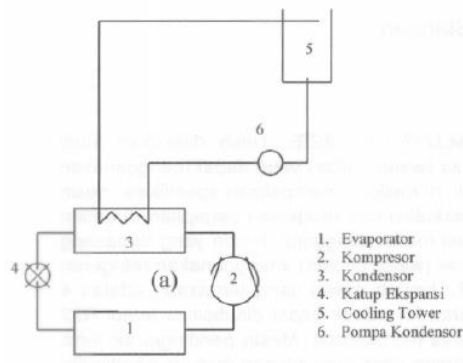 5
6
3
4
(a)
2
1
1. Evaporator
2. Kompresor
3. Kondensor
4. Katup Ekspansi
5. Cooling Tower
6. Pompa Kondensor